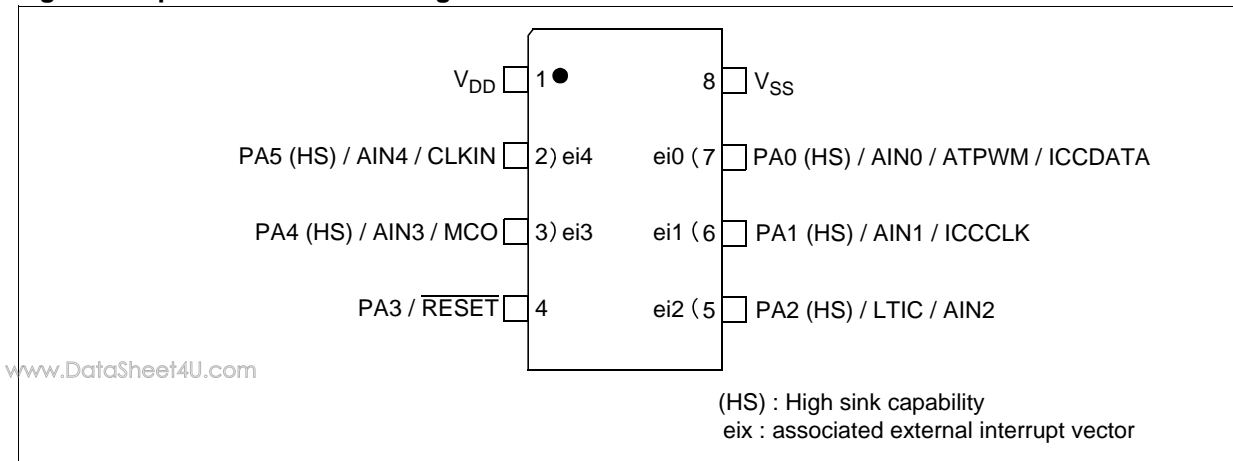 V_DD 1 8 V_SS
PA5 (HS) / AIN4 / CLKIN 2) ei4 ei0 (7 PA0 (HS) / AIN0 / ATPWM / ICCDATA
PA4 (HS) / AIN3 / MCO 3) ei3 ei1 (6 PA1 (HS) / AIN1 / ICCCLK
PA3 / RESET 4 ei2 (5 PA2 (HS) / LTIC / AIN2
www.DataSheet4U.com
(HS) : High sink capability
eix : associated external interrupt vector